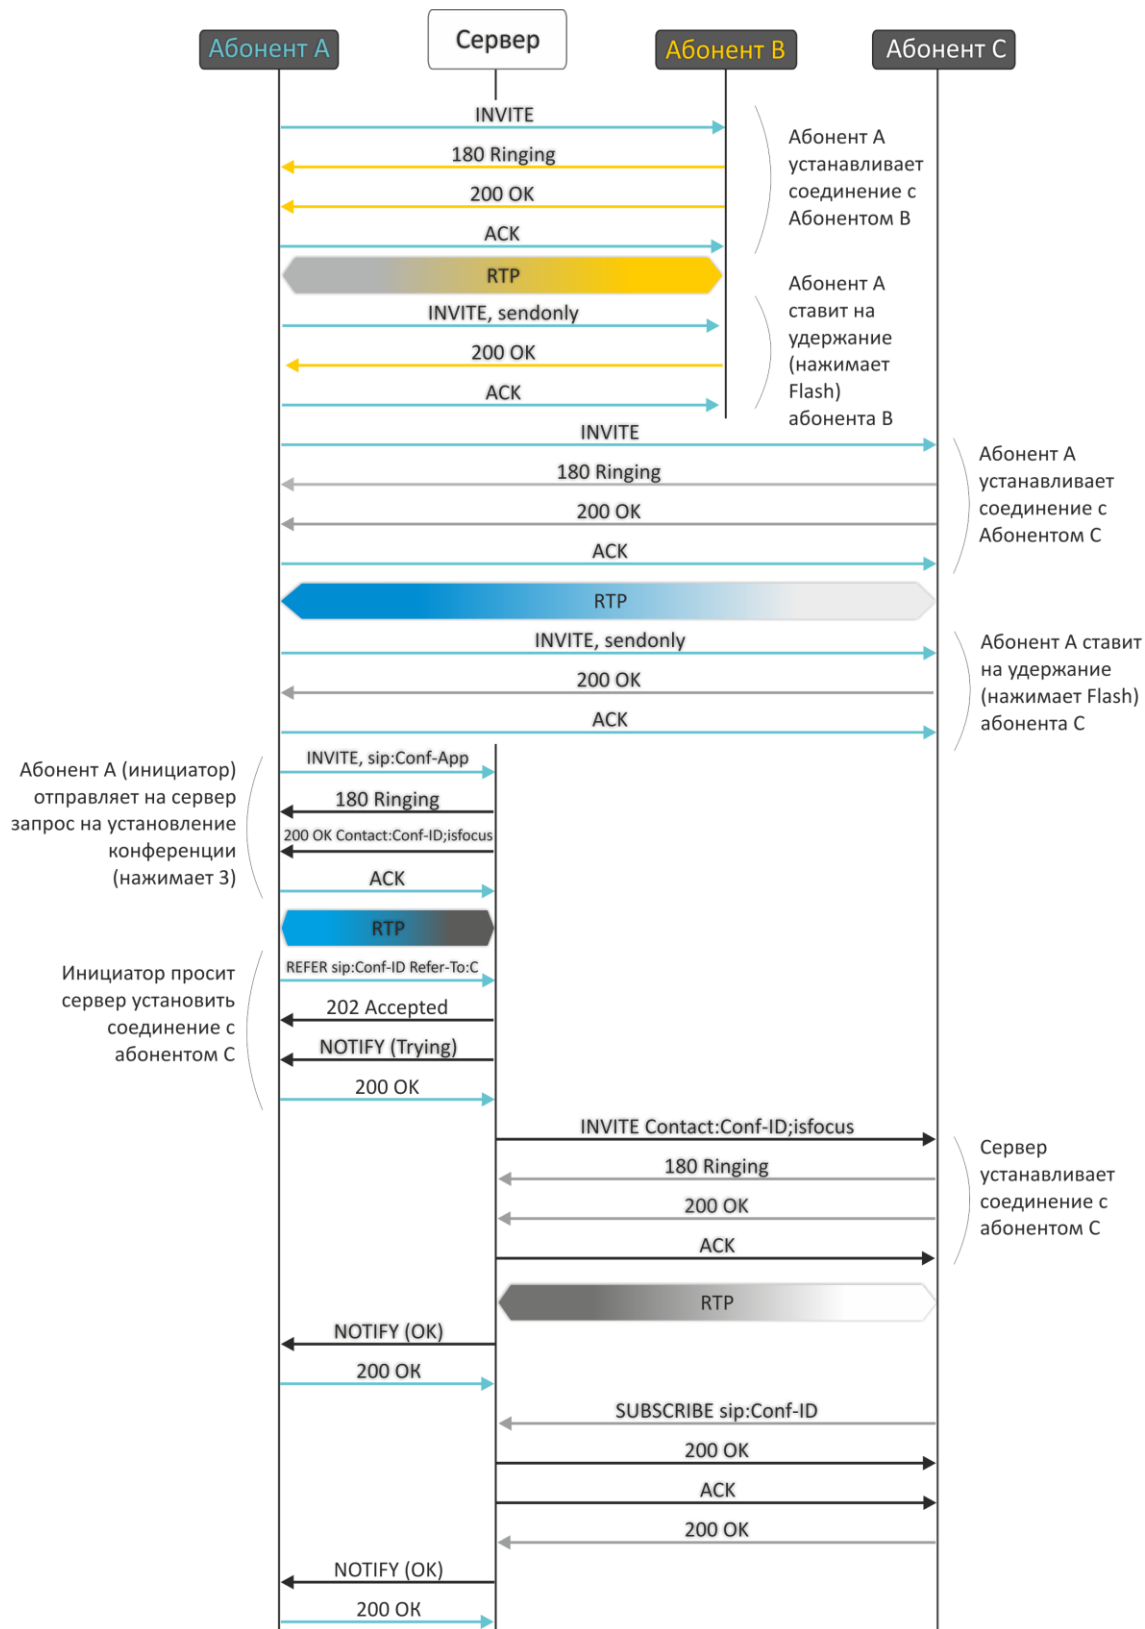 Абонент А
Сервер
Абонент В
Абонент С
INVITE
180 Ringing
200 OK
ACK
Абонент А
устанавливает
соединение с
Абонентом В
RTP
INVITE, sendonly
200 OK
ACK
Абонент А
ставит на
удержание
(нажимает
Flash)
абонента В
INVITE
180 Ringing
200 OK
ACK
Абонент А
устанавливает
соединение с
Абонентом С
RTP
INVITE, sendonly
200 OK
ACK
Абонент А ставит
на удержание
(нажимает Flash)
абонента С
Абонент А (инициатор)
отправляет на сервер
запрос на установление
конференции
(нажимает 3)
INVITE, sip:Conf-App
180 Ringing
200 OK Contact:Conf-ID;isfocus
ACK
RTP
Инициатор просит
сервер установить
соединение с
абонентом С
REFER sip:Conf-ID Refer-To:C
202 Accepted
NOTIFY (Trying)
200 OK
INVITE Contact:Conf-ID;isfocus
180 Ringing
200 OK
ACK
Сервер
устанавливает
соединение с
абонентом С
RTP
NOTIFY (OK)
200 OK
SUBSCRIBE sip:Conf-ID
200 OK
ACK
200 OK
NOTIFY (OK)
200 OK